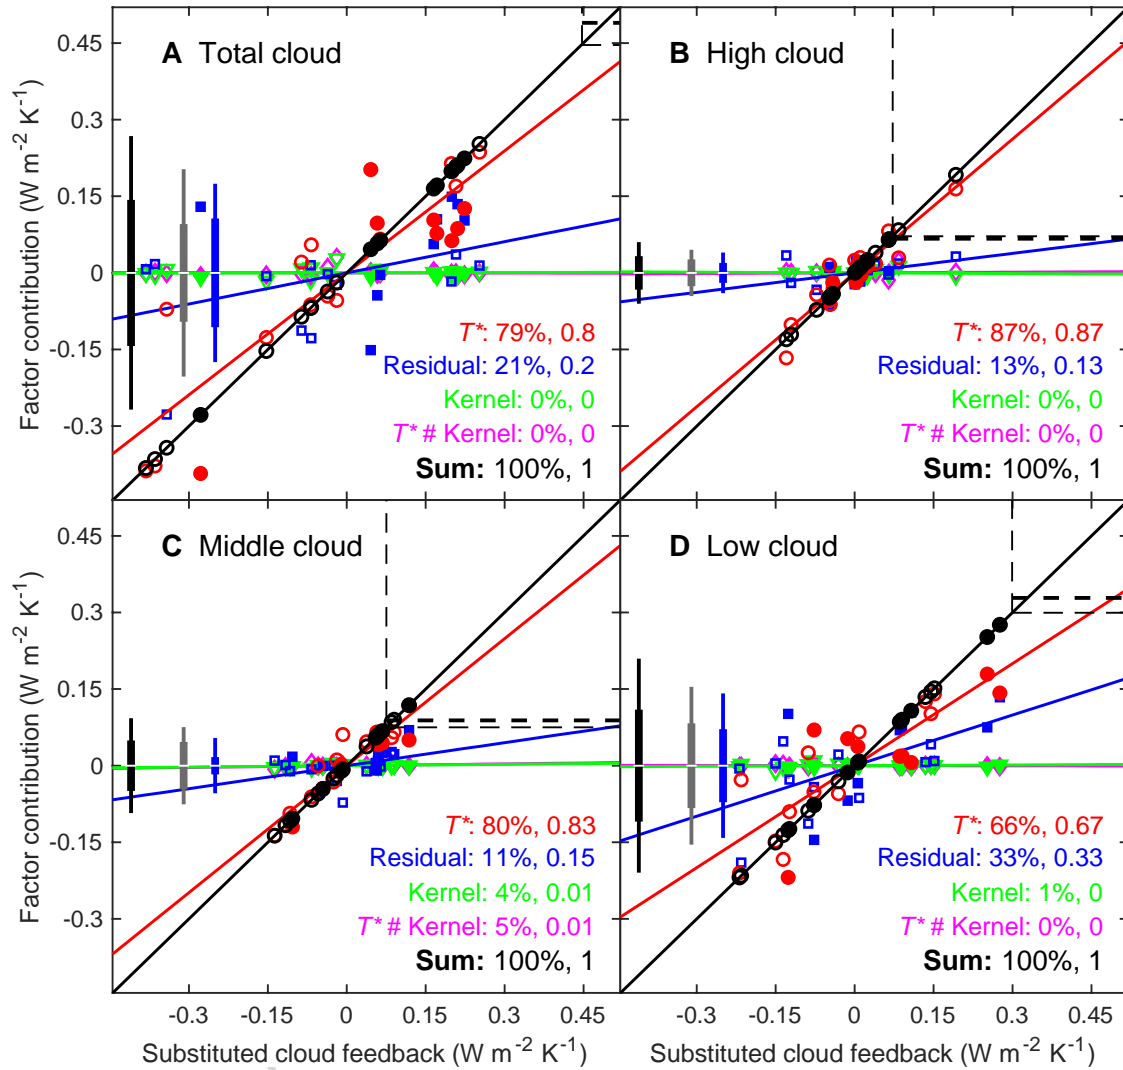 A Total cloud
B High cloud
Factor contribution (W m⁻² K⁻¹)
0.45
0.3
0.15
0
-0.15
-0.3
T*: 79%, 0.8
Residual: 21%, 0.2
Kernel: 0%, 0
T* # Kernel: 0%, 0
Sum: 100%, 1
T*: 87%, 0.87
Residual: 13%, 0.13
Kernel: 0%, 0
T* # Kernel: 0%, 0
Sum: 100%, 1
C Middle cloud
D Low cloud
Factor contribution (W m⁻² K⁻¹)
0.45
0.3
0.15
0
-0.15
-0.3
T*: 80%, 0.83
Residual: 11%, 0.15
Kernel: 4%, 0.01
T* # Kernel: 5%, 0.01
Sum: 100%, 1
T*: 66%, 0.67
Residual: 33%, 0.33
Kernel: 1%, 0
T* # Kernel: 0%, 0
Sum: 100%, 1
-0.3 -0.15 0 0.15 0.3 0.45
-0.3 -0.15 0 0.15 0.3 0.45
Substituted cloud feedback (W m⁻² K⁻¹)
Substituted cloud feedback (W m⁻² K⁻¹)